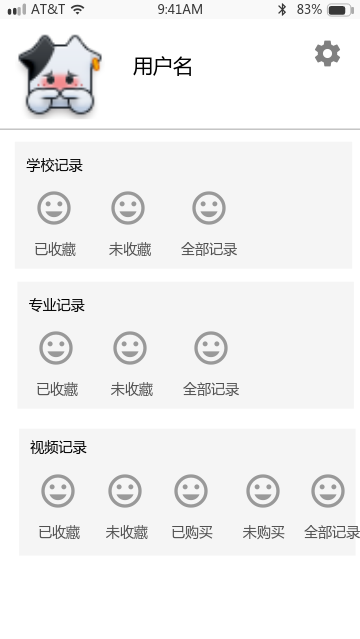 AT&T 9:41AM 83%
用户名
学校记录
已收藏 未收藏 全部记录
专业记录
已收藏 未收藏 全部记录
视频记录
已收藏 未收藏 已购买 未购买 全部记录